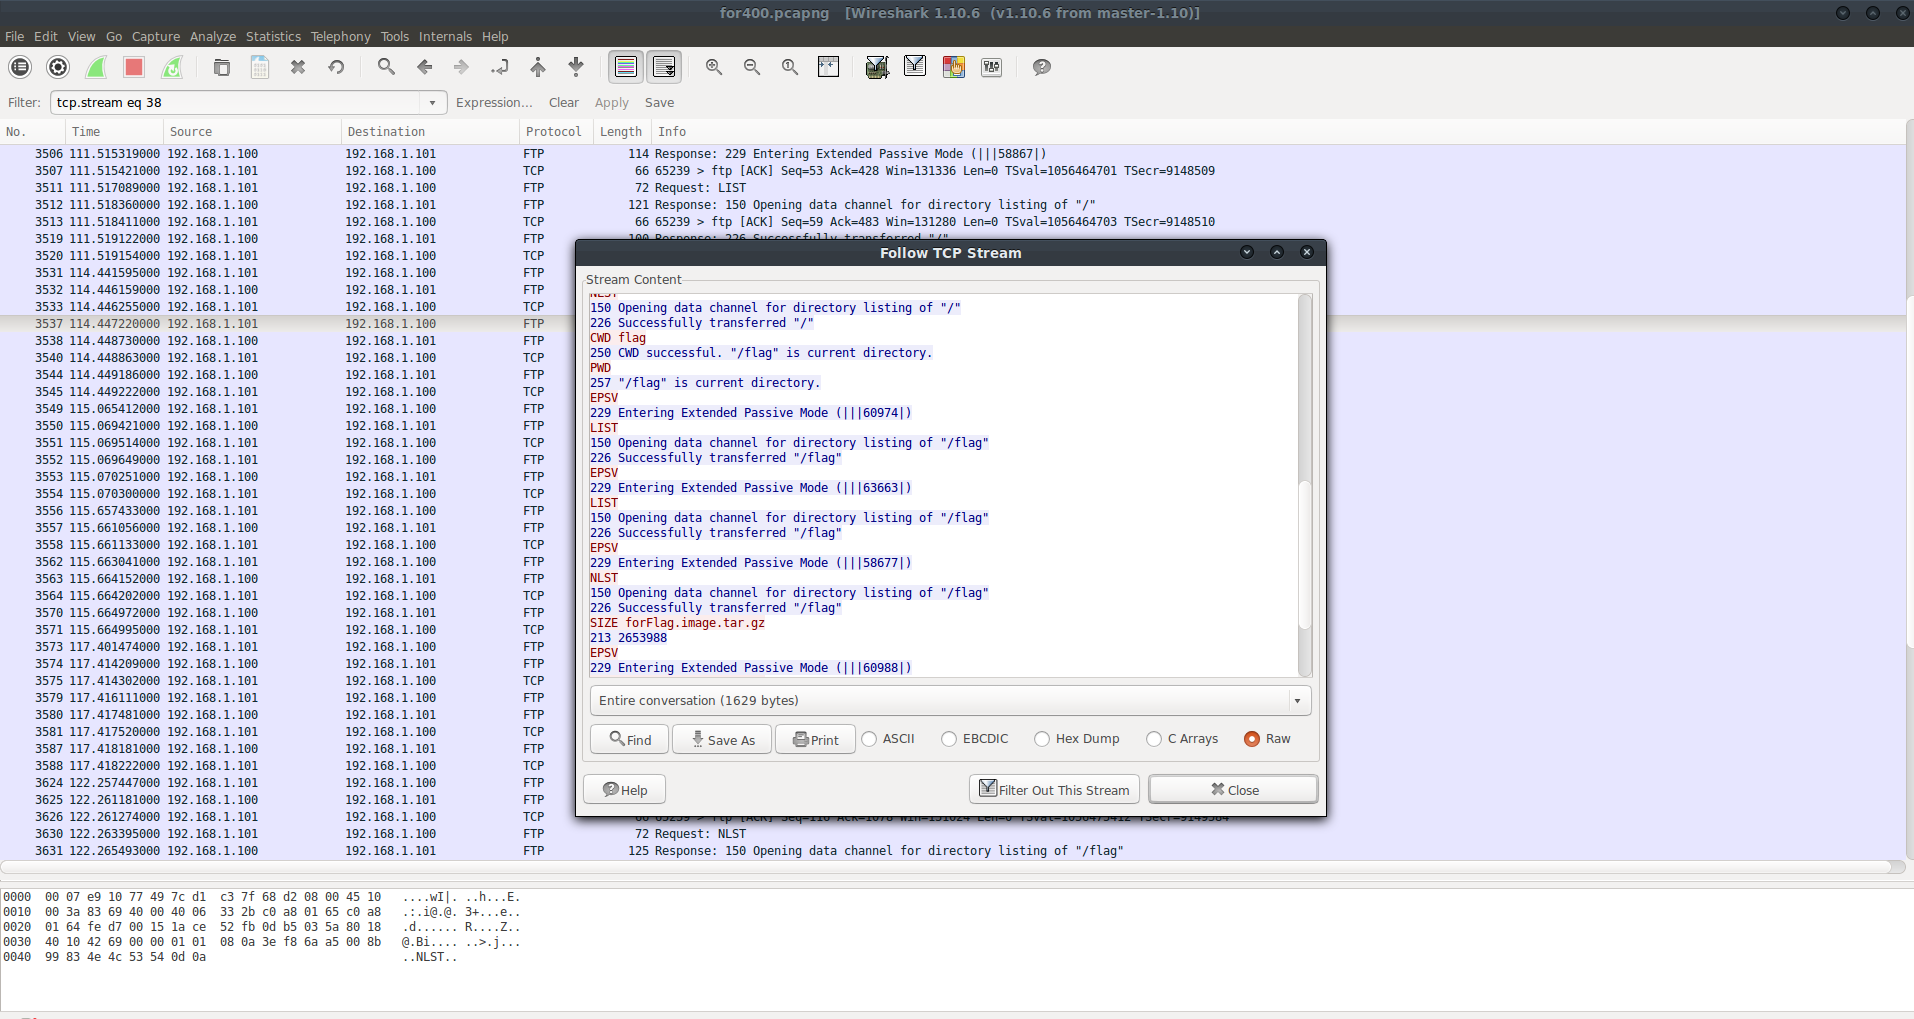 for400.pcapng   [Wireshark 1.10.6  (v1.10.6 from master-1.10)]
File Edit View Go Capture Analyze Statistics Telephony Tools Internals Help
Filter: tcp.stream eq 38 Expression... Clear Apply Save
No. Time Source Destination Protocol Length Info
3506 111.515319000 192.168.1.100 192.168.1.101 FTP 114 Response: 229 Entering Extended Passive Mode (|||58867|)
3507 111.515421000 192.168.1.101 192.168.1.100 TCP 66 65239 > ftp [ACK] Seq=53 Ack=428 Win=131336 Len=0 TSval=1056464701 TSecr=9148509
3511 111.517089000 192.168.1.101 192.168.1.100 FTP 72 Request: LIST
3512 111.518360000 192.168.1.100 192.168.1.101 FTP 121 Response: 150 Opening data channel for directory listing of "/"
3513 111.518411000 192.168.1.101 192.168.1.100 TCP 66 65239 > ftp [ACK] Seq=59 Ack=483 Win=131280 Len=0 TSval=1056464703 TSecr=9148510
3519 111.519122000 192.168.1.100 192.168.1.101 FTP 100 Response: 226 Successfully transferred "/"
3520 111.519154000 192.168.1.101 192.168.1.100 TCP
3531 114.441595000 192.168.1.101 192.168.1.100 FTP
3532 114.446159000 192.168.1.100 192.168.1.101 FTP
3533 114.446255000 192.168.1.101 192.168.1.100 TCP
3537 114.447220000 192.168.1.101 192.168.1.100 FTP
3538 114.448730000 192.168.1.100 192.168.1.101 FTP
3540 114.448863000 192.168.1.101 192.168.1.100 TCP
3544 114.449186000 192.168.1.100 192.168.1.101 FTP
3545 114.449222000 192.168.1.101 192.168.1.100 TCP
3549 115.065412000 192.168.1.101 192.168.1.100 FTP
3550 115.069421000 192.168.1.100 192.168.1.101 FTP
3551 115.069514000 192.168.1.101 192.168.1.100 TCP
3552 115.069649000 192.168.1.101 192.168.1.100 FTP
3553 115.070251000 192.168.1.100 192.168.1.101 FTP
3554 115.070300000 192.168.1.101 192.168.1.100 TCP
3556 115.657433000 192.168.1.101 192.168.1.100 FTP
3557 115.661056000 192.168.1.100 192.168.1.101 FTP
3558 115.661133000 192.168.1.101 192.168.1.100 TCP
3562 115.663041000 192.168.1.101 192.168.1.100 FTP
3563 115.664152000 192.168.1.100 192.168.1.101 FTP
3564 115.664202000 192.168.1.101 192.168.1.100 TCP
3570 115.664972000 192.168.1.100 192.168.1.101 FTP
3571 115.664995000 192.168.1.101 192.168.1.100 TCP
3573 117.401474000 192.168.1.101 192.168.1.100 FTP
3574 117.414209000 192.168.1.100 192.168.1.101 FTP
3575 117.414302000 192.168.1.101 192.168.1.100 TCP
3579 117.416111000 192.168.1.101 192.168.1.100 FTP
3580 117.417481000 192.168.1.100 192.168.1.101 FTP
3581 117.417520000 192.168.1.101 192.168.1.100 TCP
3587 117.418181000 192.168.1.100 192.168.1.101 FTP
3588 117.418222000 192.168.1.101 192.168.1.100 TCP
3624 122.257447000 192.168.1.101 192.168.1.100 FTP
3625 122.261181000 192.168.1.100 192.168.1.101 FTP
3626 122.261274000 192.168.1.101 192.168.1.100 TCP
3630 122.263395000 192.168.1.101 192.168.1.100 FTP 72 Request: NLST
3631 122.265493000 192.168.1.100 192.168.1.101 FTP 125 Response: 150 Opening data channel for directory listing of "/flag"
Follow TCP Stream
Stream Content
NLST
150 Opening data channel for directory listing of "/"
226 Successfully transferred "/"
CWD flag
250 CWD successful. "/flag" is current directory.
PWD
257 "/flag" is current directory.
EPSV
229 Entering Extended Passive Mode (|||60974|)
LIST
150 Opening data channel for directory listing of "/flag"
226 Successfully transferred "/flag"
EPSV
229 Entering Extended Passive Mode (|||63663|)
LIST
150 Opening data channel for directory listing of "/flag"
226 Successfully transferred "/flag"
EPSV
229 Entering Extended Passive Mode (|||58677|)
NLST
150 Opening data channel for directory listing of "/flag"
226 Successfully transferred "/flag"
SIZE forFlag.image.tar.gz
213 2653988
EPSV
229 Entering Extended Passive Mode (|||60988|)
Entire conversation (1629 bytes)
Find Save As Print ASCII EBCDIC Hex Dump C Arrays Raw
Help Filter Out This Stream Close
0000  00 07 e9 10 77 49 7c d1  c3 7f 68 d2 08 00 45 10   ....wI|. ..h...E.
0010  00 3a 83 69 40 00 40 06  33 2b c0 a8 01 65 c0 a8   .:.i@.@. 3+...e..
0020  01 64 fe d7 00 15 1a ce  52 fb 0d b5 03 5a 80 18   .d...... R....Z..
0030  40 10 42 69 00 00 01 01  08 0a 3e f8 6a a5 00 8b   @.Bi.... ..>.j...
0040  99 83 4e 4c 53 54 0d 0a                            ..NLST..